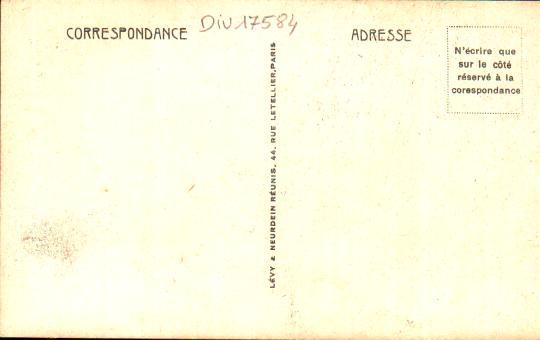 CORRESPONDANCE
Div17584
ADRESSE
N'écrire que
sur le côté
réservé à la
corespondance
LÉVY & NEURDEIN RÉUNIS, 44, RUE LETELLIER, PARIS